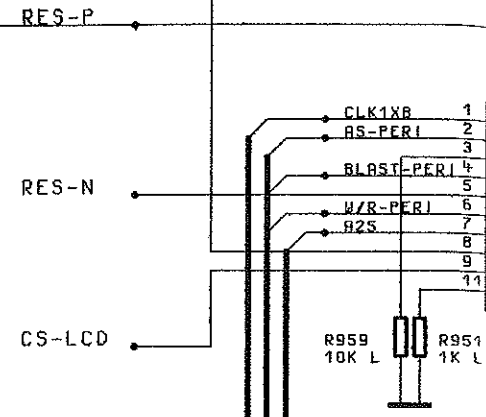 RES-P
CLK1XB 1
AS-PERI 2
3
BLAST-PERI 4
RES-N 5
W/R-PERI 6
A25 7
8
9
11
CS-LCD
R959 R951
10K L 1K L